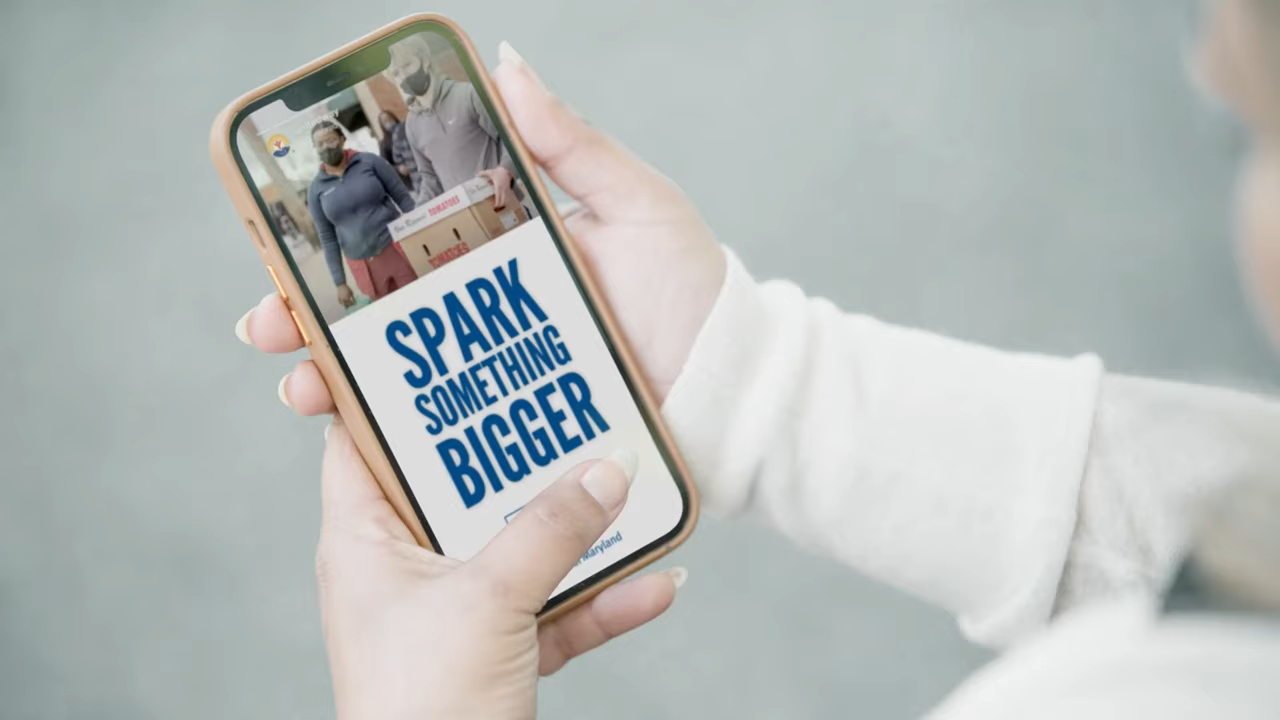 TOMATOES
TOMATOES
SPARK
SOMETHING
BIGGER
Maryland